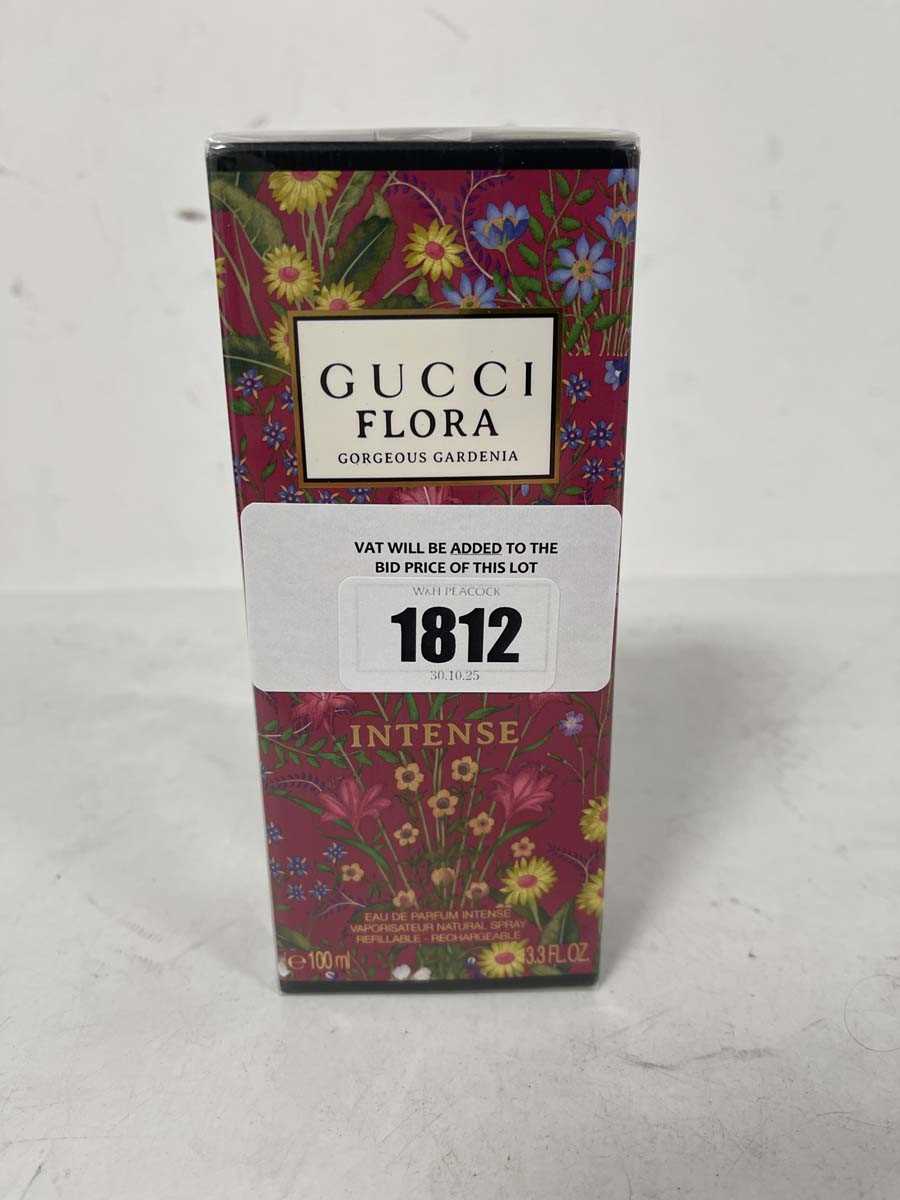 GUCCI
FLORA
GORGEOUS GARDENIA
VAT WILL BE ADDED TO THE
BID PRICE OF THIS LOT
W&H PEACOCK
1812
30.10.25
INTENSE
EAU DE PARFUM INTENSE
VAPORISATEUR NATURAL SPRAY
REFILLABLE - RECHARGEABLE
℮ 100 ml 3.3 FL.OZ.